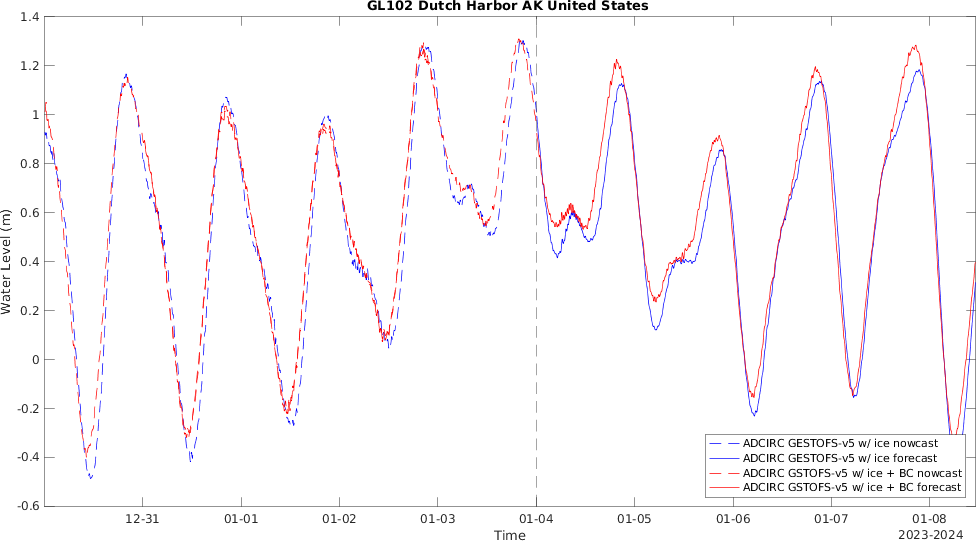 GL102 Dutch Harbor AK United States
1.4
1.2
1
0.8
0.6
0.4
0.2
0
-0.2
-0.4
-0.6
Water Level (m)
ADCIRC GESTOFS-v5 w/ ice nowcast
ADCIRC GESTOFS-v5 w/ ice forecast
ADCIRC GSTOFS-v5 w/ ice + BC nowcast
ADCIRC GSTOFS-v5 w/ ice + BC forecast
12-31 01-01 01-02 01-03 01-04 01-05 01-06 01-07 01-08
Time
2023-2024